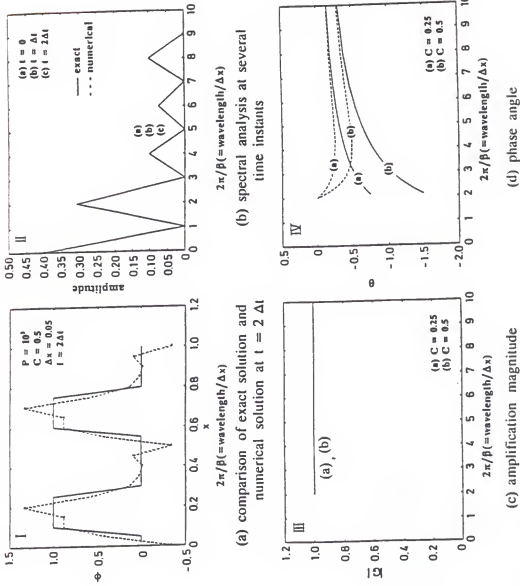 I
P = 10³
C = 0.5
Δx = 0.05
t = 2Δt
1.5
1.0
0.5
0
-0.5
φ
0 0.2 0.4 0.6 0.8 1.0 1.2
x
2π/β(=wavelength/Δx)
(a) comparison of exact solution and
numerical solution at t = 2 Δt
II
(a) t = 0
(b) t = Δt
(c) t = 2Δt
exact
numerical
(a)
(b)
(c)
0.50
0.45
0.40
0.35
0.30
0.25
0.20
0.15
0.10
0.05
0
amplitude
0 1 2 3 4 5 6 7 8 9 10
2π/β(=wavelength/Δx)
(b) spectral analysis at several
time instants
III
(a) , (b)
(a) C = 0.25
(b) C = 0.5
1.2
1.0
0.8
0.6
0.4
0.2
0
|G|
0 1 2 3 4 5 6 7 8 9 10
2π/β(=wavelength/Δx)
(c) amplification magnitude
IV
(a) C = 0.25
(b) C = 0.5
(a)
(b)
(a)
(b)
0.5
0
-0.5
-1.0
-1.5
-2.0
θ
0 1 2 3 4 5 6 7 8 9 10
2π/β(=wavelength/Δx)
(d) phase angle